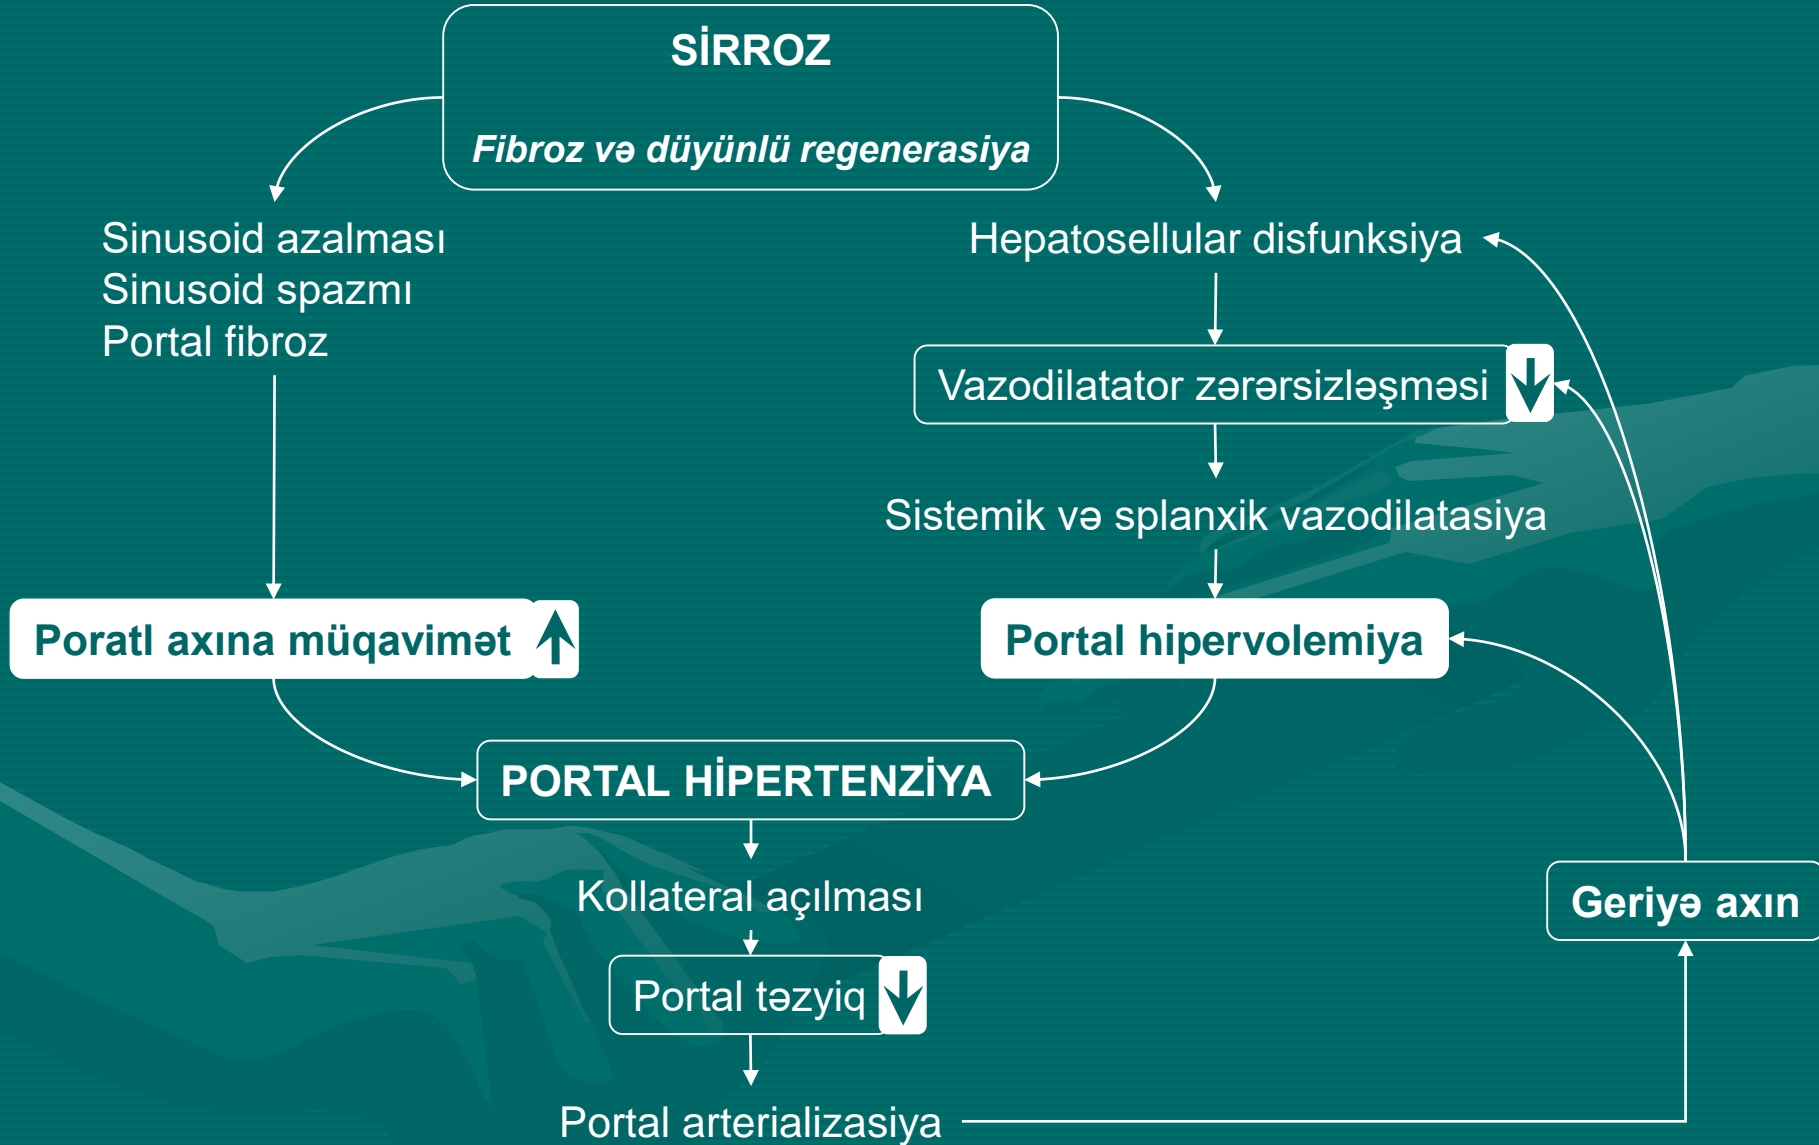 SİRROZ
Fibroz və düyünlü regenerasiya
Sinusoid azalması
Sinusoid spazmı
Portal fibroz
Hepatosellular disfunksiya
Vazodilatator zərərsizləşməsi
Sistemik və splanxik vazodilatasiya
Poratl axına müqavimət
Portal hipervolemiya
PORTAL HİPERTENZİYA
Kollateral açılması
Geriyə axın
Portal təzyiq
Portal arterializasiya